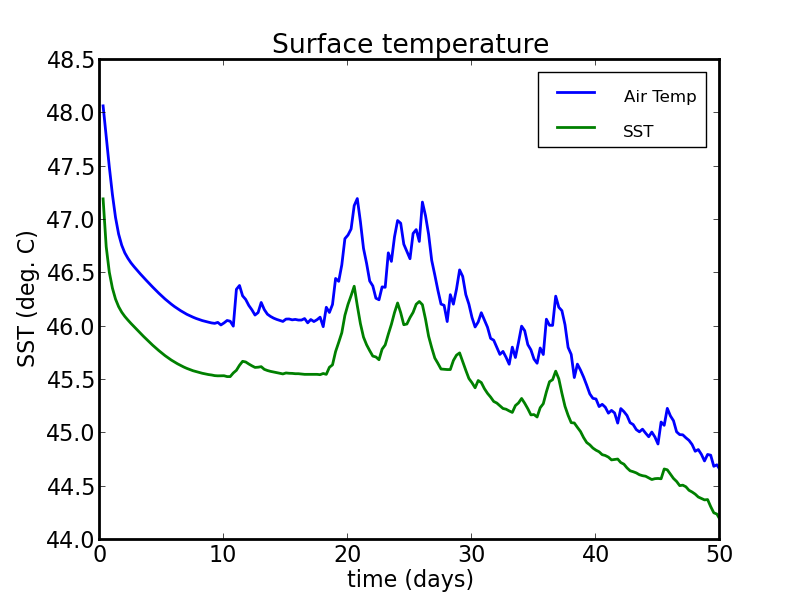 Surface temperature
48.5
48.0
47.5
47.0
46.5
46.0
45.5
45.0
44.5
44.0
SST (deg. C)
Air Temp
SST
0 10 20 30 40 50
time (days)